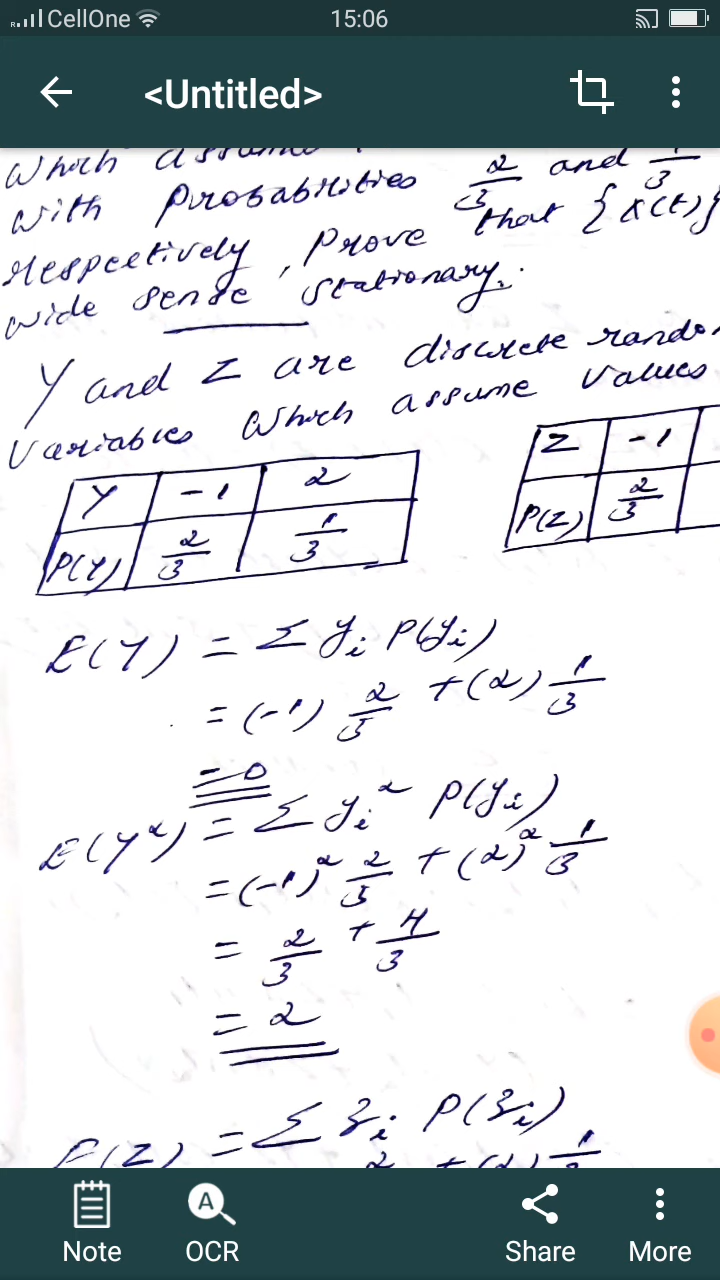 CellOne 15:06
<Untitled>
which
with probabilities 2/3 and 1/3
respectively, prove that {X(t)}
wide sense stationary.
Y and Z are discrete random
variables which assume values
Y -1 2
P(Y) 2/3 1/3
Z -1
P(Z) 2/3
E(Y) = Σ yᵢ P(yᵢ)
= (-1) 2/3 + (2) 1/3
= 0
E(Y²) = Σ yᵢ² P(yᵢ)
= (-1)² 2/3 + (2)² 1/3
= 2/3 + 4/3
= 2
E(Z) = Σ zᵢ P(zᵢ)
Note OCR Share More